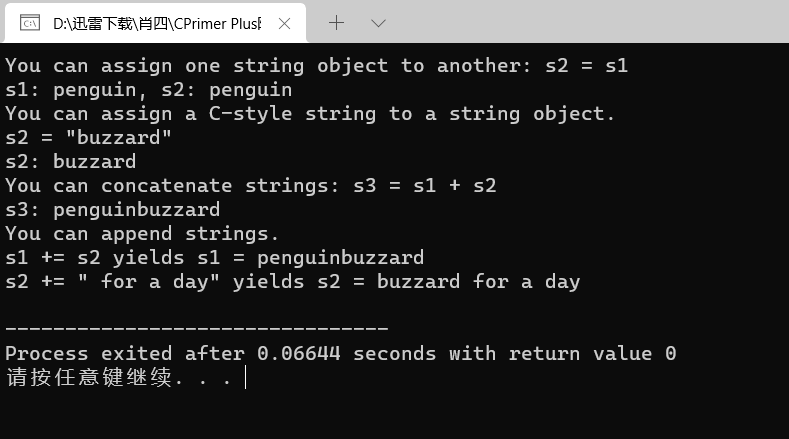 D:\迅雷下载\肖四\CPrimer Plus
You can assign one string object to another: s2 = s1
s1: penguin, s2: penguin
You can assign a C-style string to a string object.
s2 = "buzzard"
s2: buzzard
You can concatenate strings: s3 = s1 + s2
s3: penguinbuzzard
You can append strings.
s1 += s2 yields s1 = penguinbuzzard
s2 += " for a day" yields s2 = buzzard for a day
--------------------------------
Process exited after 0.06644 seconds with return value 0
请按任意键继续. . .